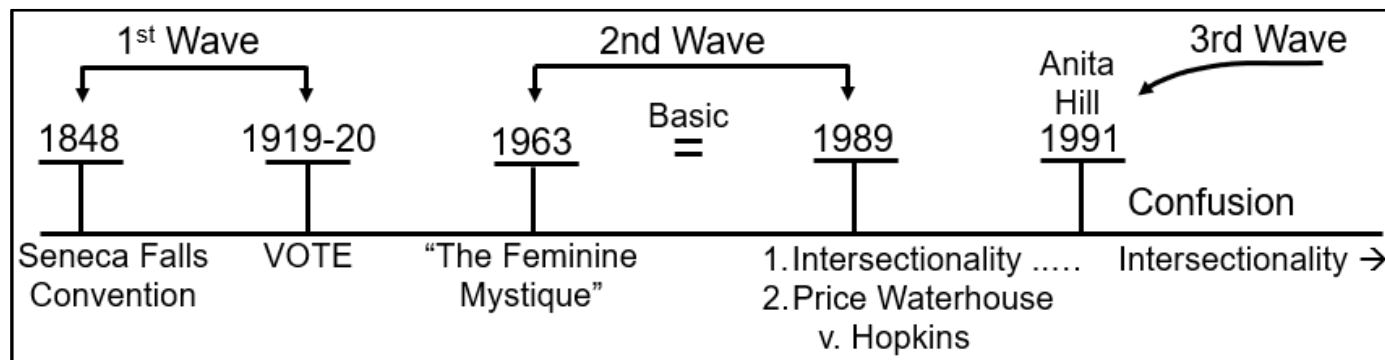 1st Wave
2nd Wave
3rd Wave
Anita
Hill
Basic
=
1848
1919-20
1963
1989
1991
Confusion
Seneca Falls
Convention
VOTE
“The Feminine
Mystique”
1. Intersectionality .....
2. Price Waterhouse
v. Hopkins
Intersectionality →